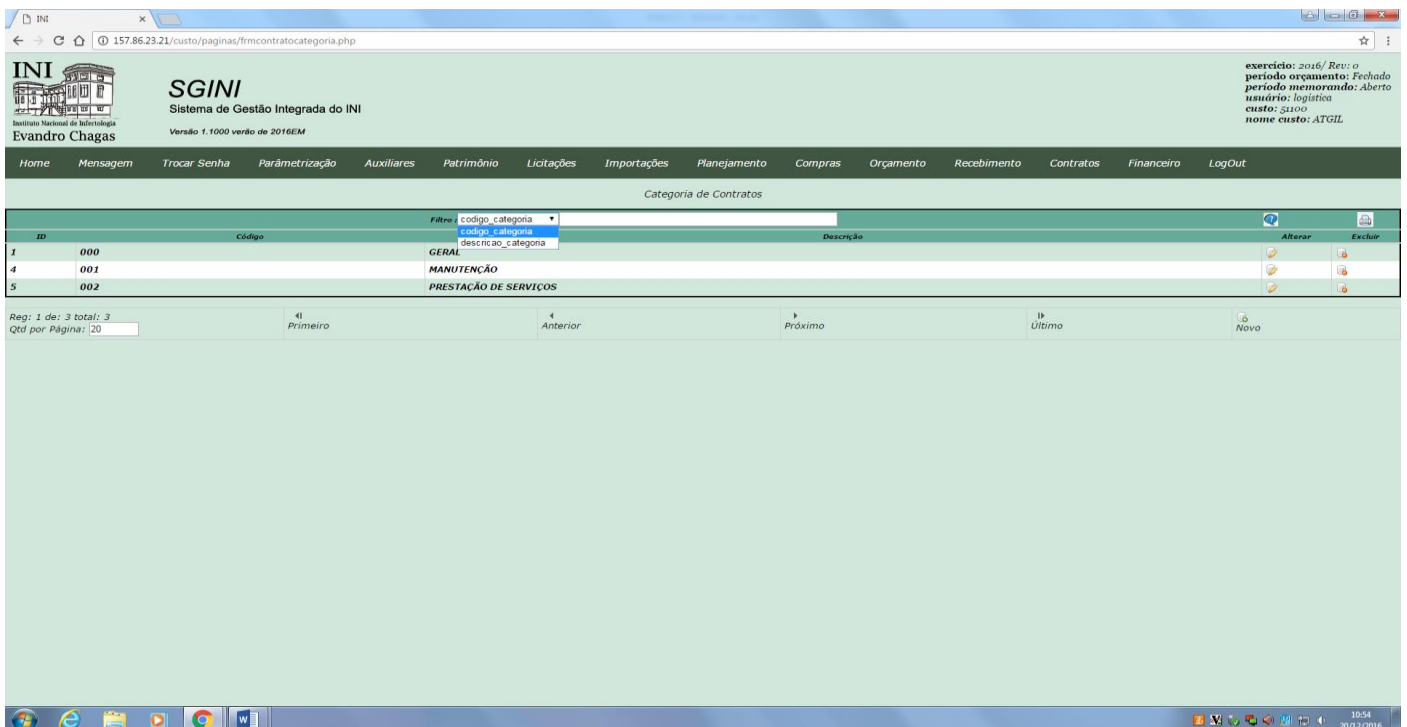 INI
157.86.23.21/custo/paginas/frmcontratocategoria.php
INI
Instituto Nacional de Infectologia
Evandro Chagas
SGINI
Sistema de Gestão Integrada do INI
Versão 1.1000 verão de 2016EM
exercício: 2016/ Rev: 0
período orçamento: Fechado
período memorando: Aberto
usuário: logística
custo: 51100
nome custo: ATGIL
Home Mensagem Trocar Senha Parâmetrização Auxiliares Patrimônio Licitações Importações Planejamento Compras Orçamento Recebimento Contratos Financeiro LogOut
Categoria de Contratos
Filtro : codigo_categoria
codigo_categoria
descricao_categoria
ID Código Descrição Alterar Excluir
1 000 GERAL
4 001 MANUTENÇÃO
5 002 PRESTAÇÃO DE SERVIÇOS
Reg: 1 de: 3 total: 3
Qtd por Página: 20
Primeiro Anterior Próximo Último Novo
10:54
20/12/2016